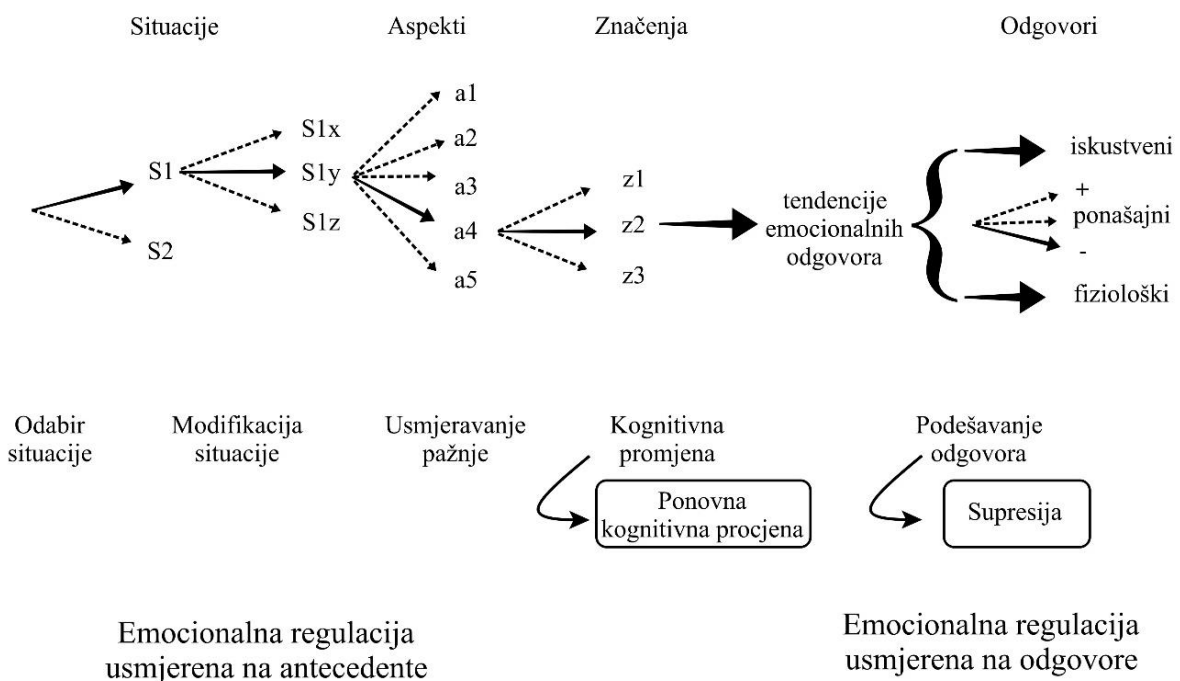 Situacije
Aspekti
Značenja
Odgovori
S1
S2
S1x
S1y
S1z
a1
a2
a3
a4
a5
z1
z2
z3
tendencije
emocionalnih
odgovora
iskustveni
+
ponašajni
-
fiziološki
Odabir
situacije
Modifikacija
situacije
Usmjeravanje
pažnje
Kognitivna
promjena
Podešavanje
odgovora
Ponovna
kognitivna procjena
Supresija
Emocionalna regulacija
usmjerena na antecedente
Emocionalna regulacija
usmjerena na odgovore